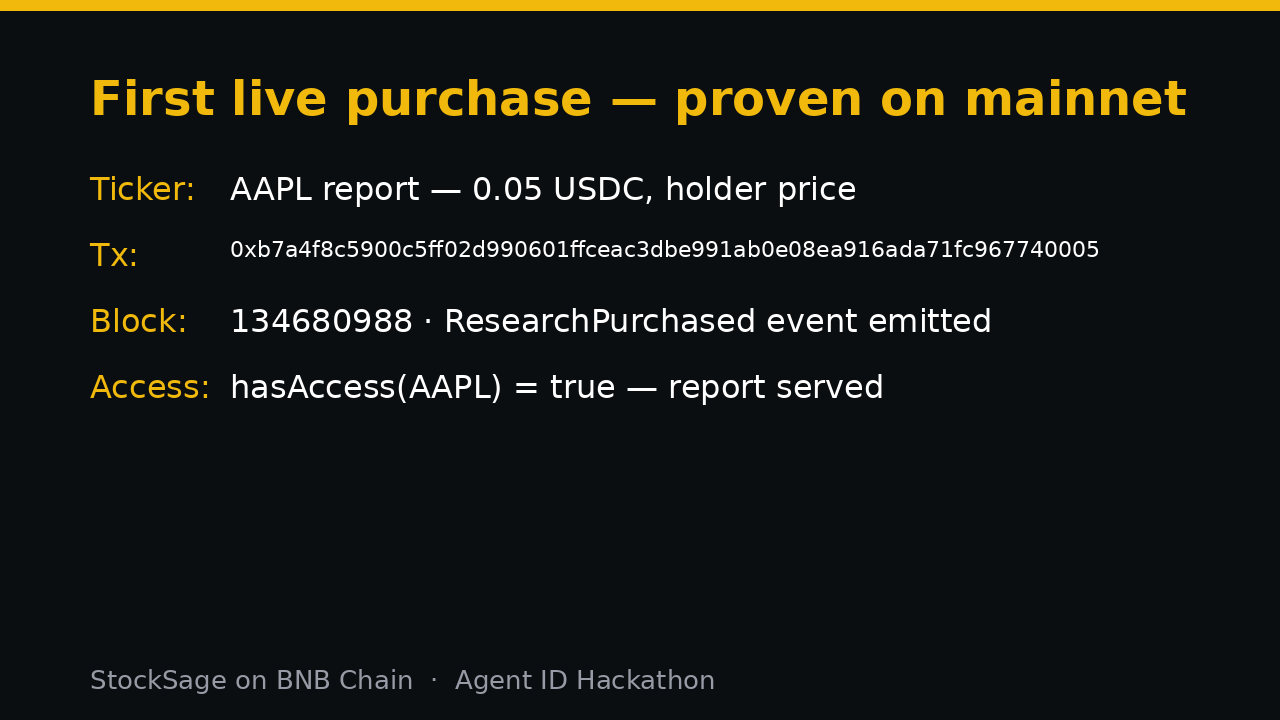 First live purchase — proven on mainnet
Ticker: AAPL report — 0.05 USDC, holder price
Tx: 0xb7a4f8c5900c5ff02d990601ffceac3dbe991ab0e08ea916ada71fc967740005
Block: 134680988 · ResearchPurchased event emitted
Access: hasAccess(AAPL) = true — report served
StockSage on BNB Chain · Agent ID Hackathon